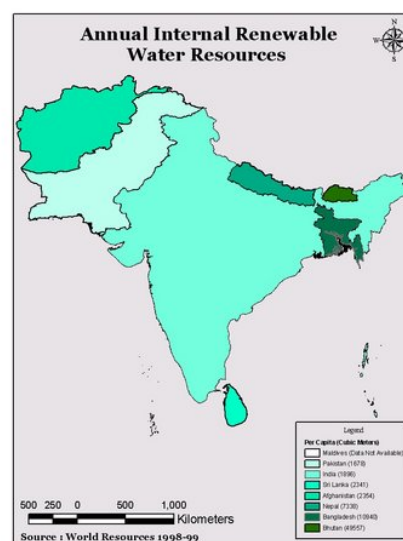 Annual Internal Renewable
Water Resources
N
W
E
S
Legend
Per Capita (Cubic Meters)
Maldives (Data Not Available)
Pakistan (1678)
India (1896)
Sri Lanka (2341)
Afghanistan (2354)
Nepal (7338)
Bangladesh (10940)
Bhutan (49557)
500 250 0 500 1,000
Kilometers
Source : World Resources 1998-99